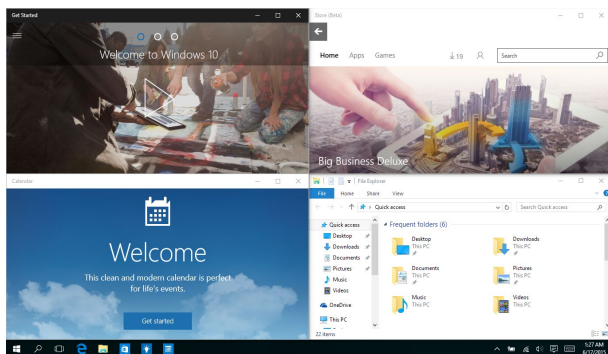 Get Started
Welcome to Windows 10
Store (Beta)
Home Apps Games
19
Search
Big Business Deluxe
Calendar
Welcome
This clean and modern calendar is perfect
for life's events.
Get started
File Explorer
File Home Share View
Quick access
Search Quick access
Quick access
Desktop
Downloads
Documents
Pictures
Music
Videos
OneDrive
This PC
Frequent folders (6)
Desktop
This PC
Downloads
This PC
Documents
This PC
Pictures
This PC
Music
This PC
Videos
This PC
22 items
1:27 AM
6/17/2015